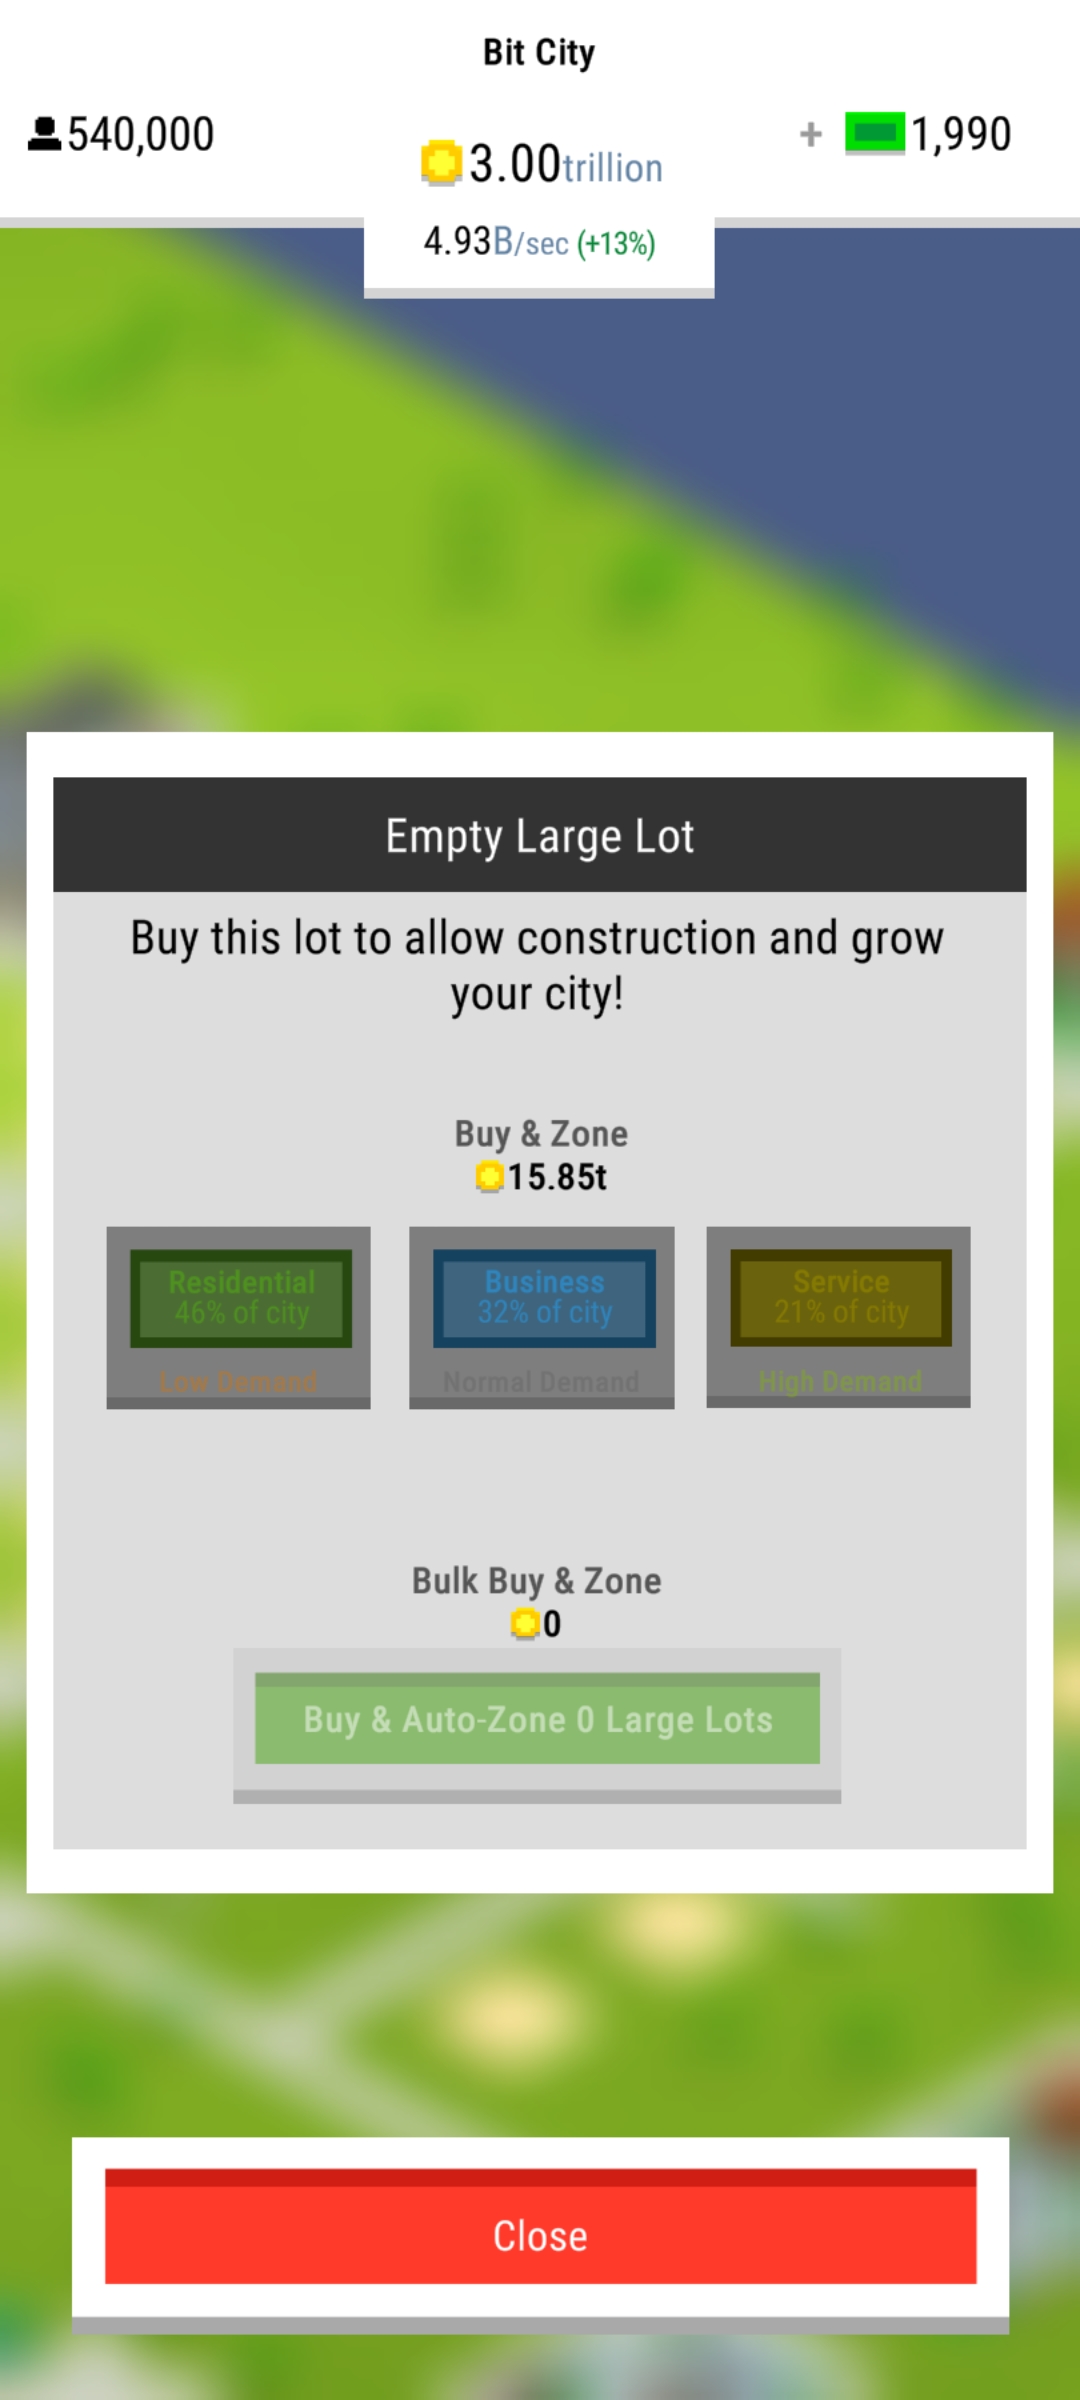 Bit City
540,000
3.00trillion
+ 1,990
4.93B/sec (+13%)
Empty Large Lot
Buy this lot to allow construction and grow
your city!
Buy & Zone
15.85t
Residential
46% of city
Low Demand
Business
32% of city
Normal Demand
Service
21% of city
High Demand
Bulk Buy & Zone
0
Buy & Auto-Zone 0 Large Lots
Close